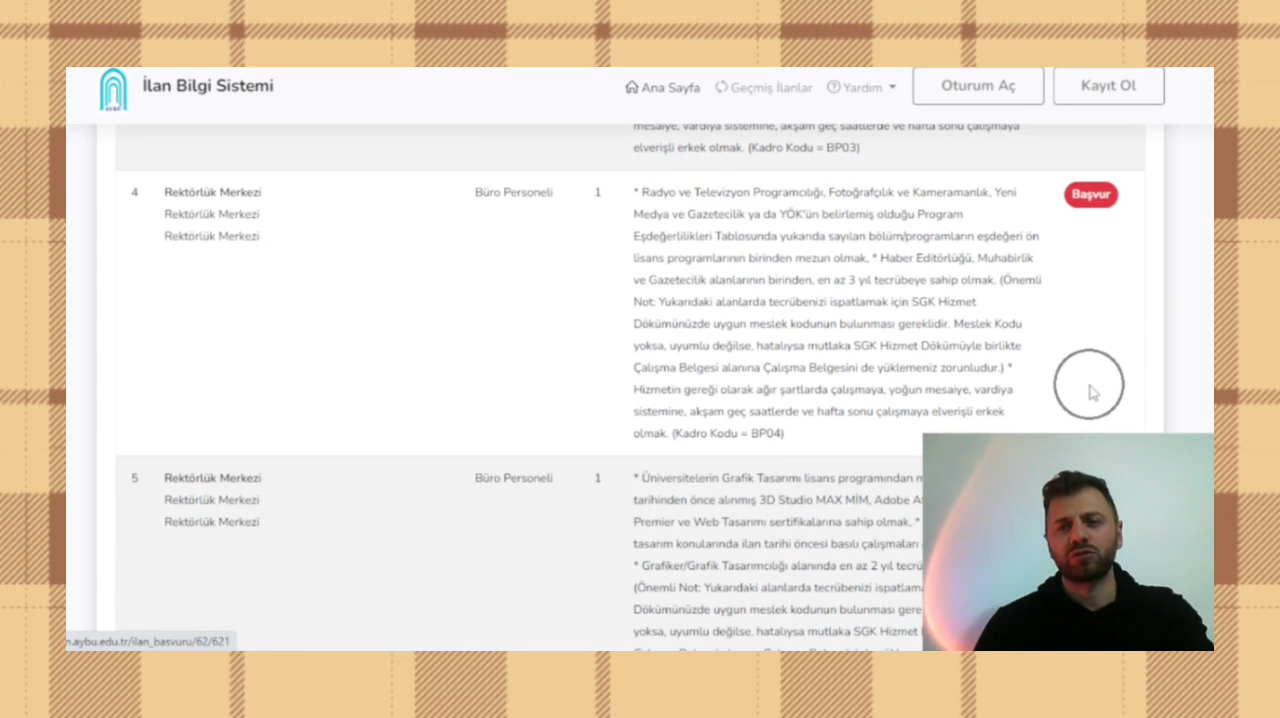 AYBU
İlan Bilgi Sistemi
Ana Sayfa
Geçmiş İlanlar
Yardım
Oturum Aç
Kayıt Ol
mesaiye, vardiya sistemine, akşam geç saatlerde ve hafta sonu çalışmaya
elverişli erkek olmak. (Kadro Kodu = BP03)
4
Rektörlük Merkezi
Rektörlük Merkezi
Rektörlük Merkezi
Büro Personeli
1
* Radyo ve Televizyon Programcılığı, Fotoğrafçılık ve Kameramanlık, Yeni
Medya ve Gazetecilik ya da YÖK'ün belirlemiş olduğu Program
Eşdeğerlilikleri Tablosunda yukarıda sayılan bölüm/programların eşdeğeri ön
lisans programlarının birinden mezun olmak, * Haber Editörlüğü, Muhabirlik
ve Gazetecilik alanlarının birinden, en az 3 yıl tecrübeye sahip olmak. (Önemli
Not: Yukarıdaki alanlarda tecrübenizi ispatlamak için SGK Hizmet
Dökümünüzde uygun meslek kodunun bulunması gereklidir. Meslek Kodu
yoksa, uyumlu değilse, hatalıysa mutlaka SGK Hizmet Dökümüyle birlikte
Çalışma Belgesi alanına Çalışma Belgesini de yüklemeniz zorunludur.) *
Hizmetin gereği olarak ağır şartlarda çalışmaya, yoğun mesaiye, vardiya
sistemine, akşam geç saatlerde ve hafta sonu çalışmaya elverişli erkek
olmak. (Kadro Kodu = BP04)
Başvur
5
Rektörlük Merkezi
Rektörlük Merkezi
Rektörlük Merkezi
Büro Personeli
1
* Üniversitelerin Grafik Tasarımı lisans programından
tarihinden önce alınmış 3D Studio MAX MİM, Adobe
Premier ve Web Tasarımı sertifikalarına sahip olmak, *
tasarım konularında ilan tarihi öncesi basılı çalışmaları
* Grafiker/Grafik Tasarımcılığı alanında en az 2 yıl
(Önemli Not: Yukarıdaki alanlarda tecrübenizi
Dökümünüzde uygun meslek kodunun bulunması
yoksa, uyumlu değilse, hatalıysa mutlaka SGK Hizmet
n.aybu.edu.tr/ilan_basvuru/62/621